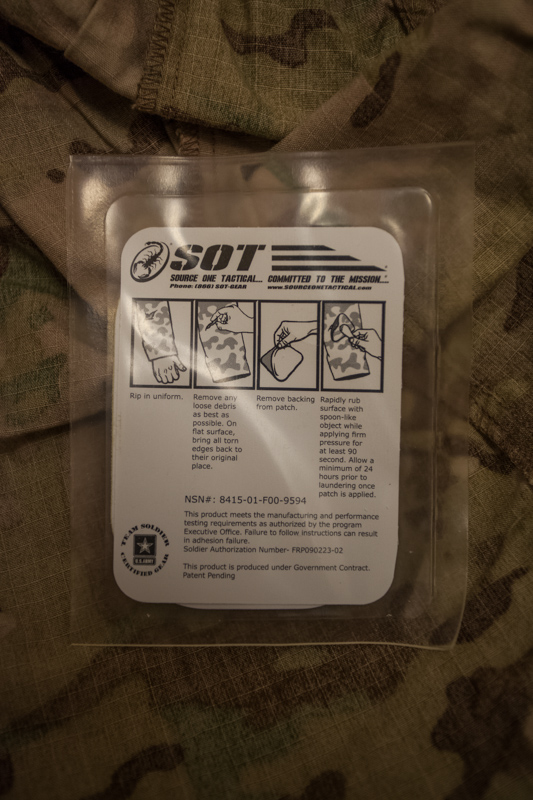 SOT
SOURCE ONE TACTICAL... COMMITTED TO THE MISSION..
Phone: (866) SOT-GEAR www.SOURCEONETACTICAL.com
Rip in uniform.
Remove any
loose debris
as best as
possible. On
flat surface,
bring all torn
edges back to
their original
place.
Remove backing
from patch.
Rapidly rub
surface with
spoon-like
object while
applying firm
pressure for
at least 90
second. Allow a
minimum of 24
hours prior to
laundering once
patch is applied.
NSN#: 8415-01-F00-9594
This product meets the manufacturing and performance
testing requirements as authorized by the program
Executive Office. Failure to follow instructions can result
in adhesion failure.
Soldier Authorization Number- FRP090223-02
This product is produced under Government Contract.
Patent Pending
TEAM SOLDIER
U.S.ARMY
CERTIFIED GEAR